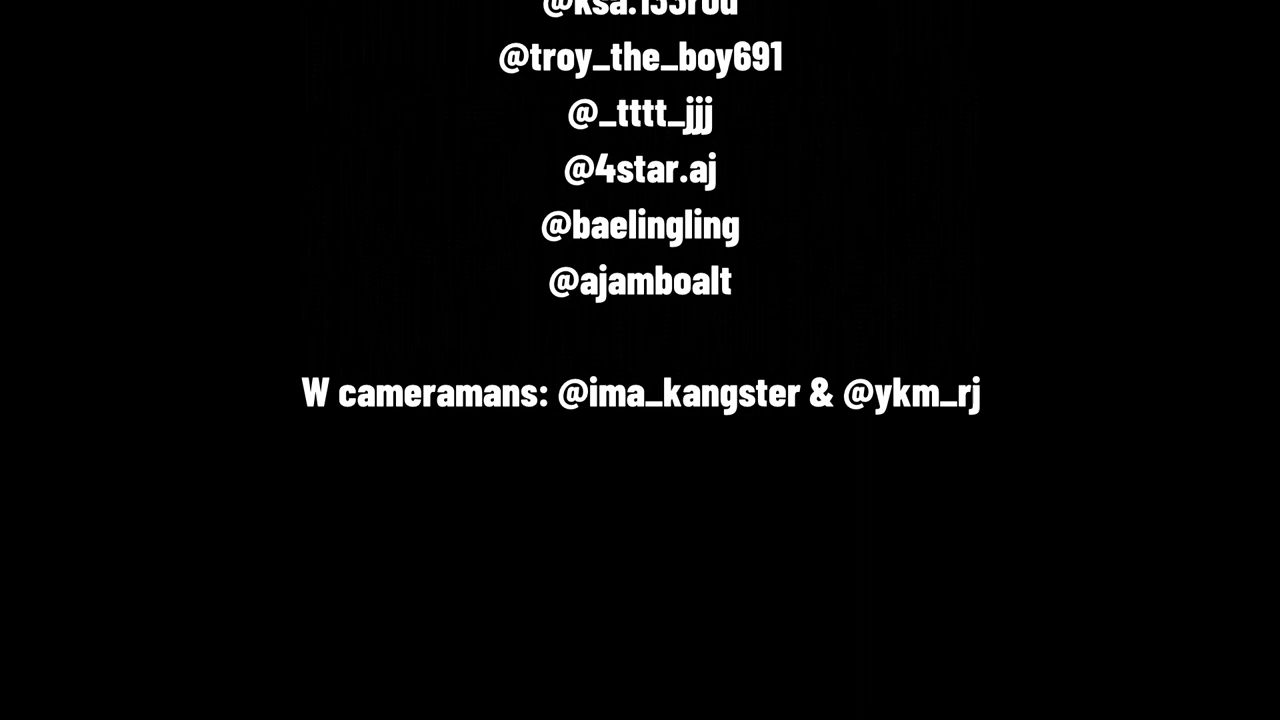 @troy_the_boy691
@_tttt_jjj
@4star.aj
@baelingling
@ajamboalt
W cameramans: @ima_kangster & @ykm_rj